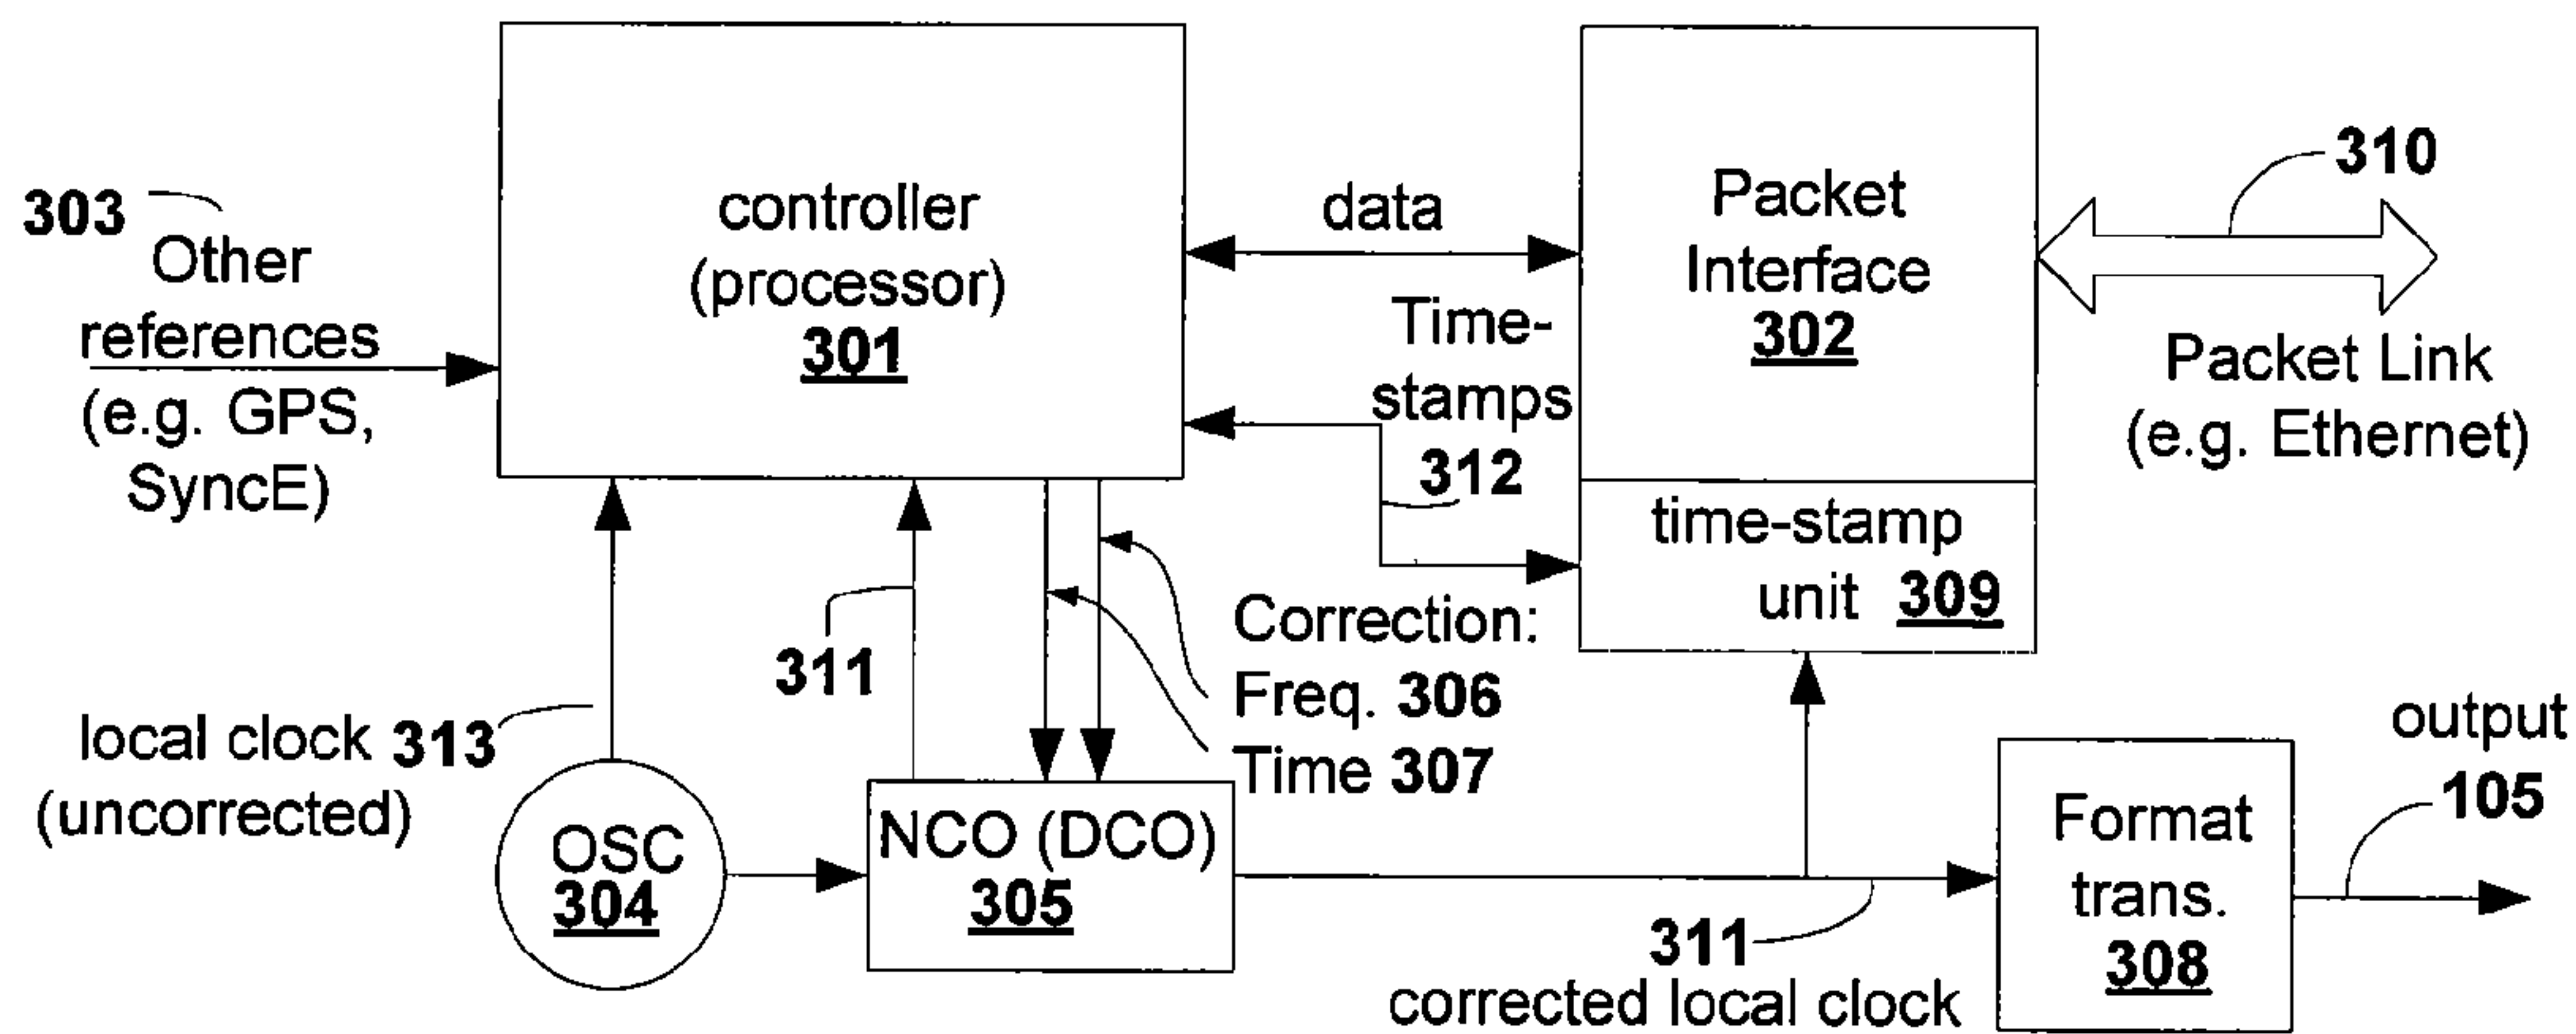 303
Other
references
(e.g. GPS,
SyncE)
controller
(processor)
301
data
Time-
stamps
312
Packet
Interface
302
310
Packet Link
(e.g. Ethernet)
time-stamp
unit 309
local clock 313
(uncorrected)
311
Correction:
Freq. 306
Time 307
OSC
304
NCO (DCO)
305
311
corrected local clock
Format
trans.
308
output
105